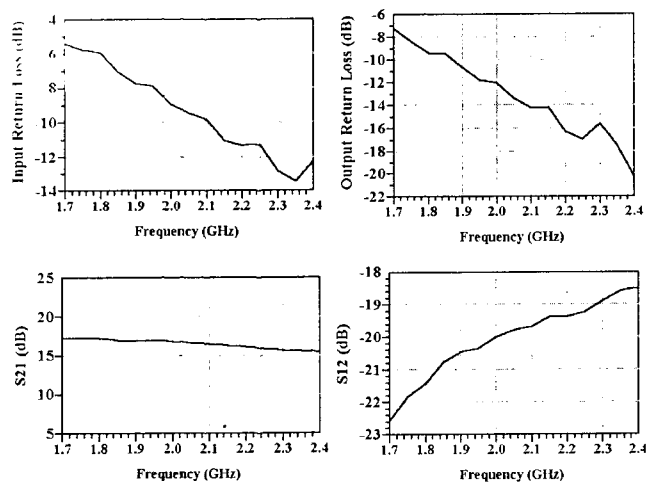 Input Return Loss (dB)
4
-6
-8
-10
-12
-14
1.7 1.8 1.9 2.0 2.1 2.2 2.3 2.4
Frequency (GHz)
Output Return Loss (dB)
-6
-8
-10
-12
-14
-16
-18
-20
-22
1.7 1.8 1.9 2.0 2.1 2.2 2.3 2.4
Frequency (GHz)
S21 (dB)
25
20
15
10
5
1.7 1.8 1.9 2.0 2.1 2.2 2.3 2.4
Frequency (GHz)
S12 (dB)
-18
-19
-20
-21
-22
-23
1.7 1.8 1.9 2.0 2.1 2.2 2.3 2.4
Frequency (GHz)